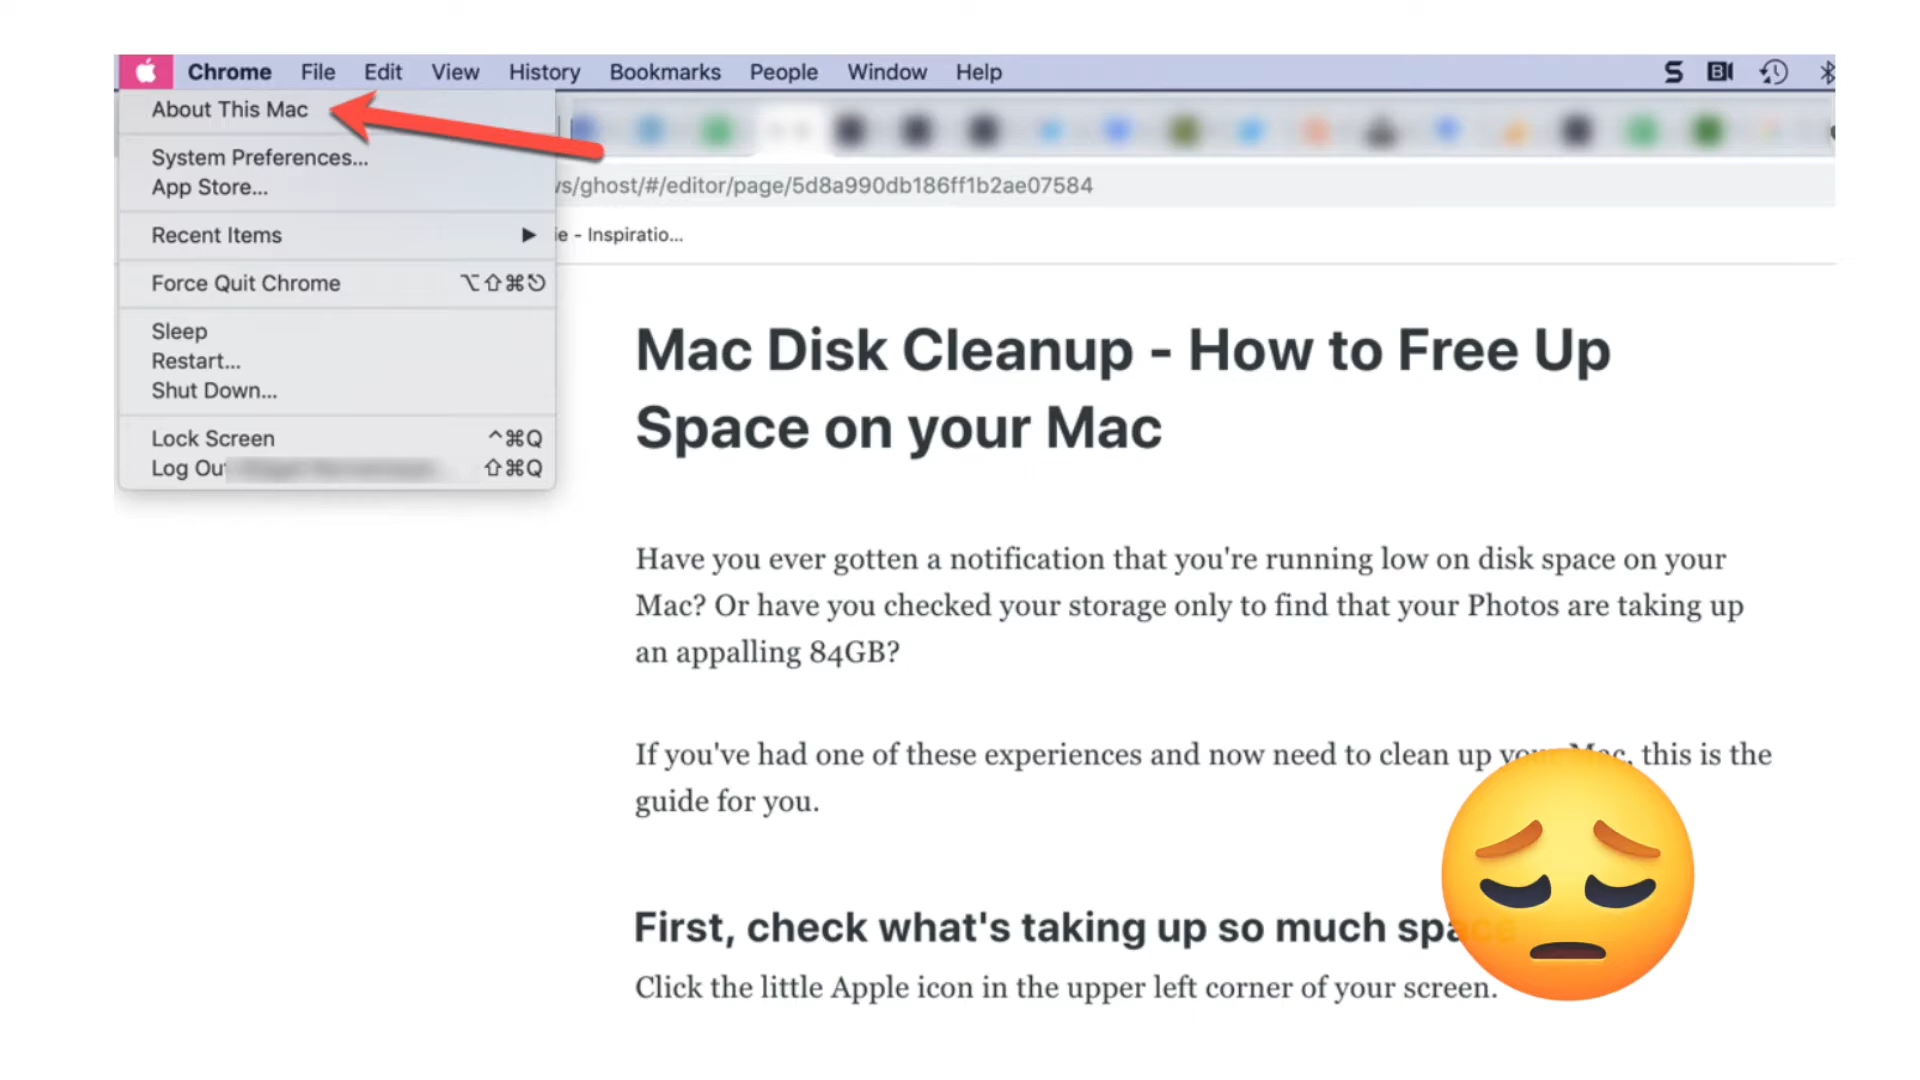 Chrome File Edit View History Bookmarks People Window Help
About This Mac
System Preferences...
App Store...
Recent Items
Force Quit Chrome ⌥⇧⌘⎋
Sleep
Restart...
Shut Down...
Lock Screen ^⌘Q
Log Out ⇧⌘Q
/ghost/#/editor/page/5d8a990db186ff1b2ae07584
- Inspiratio...
Mac Disk Cleanup - How to Free Up
Space on your Mac
Have you ever gotten a notification that you're running low on disk space on your
Mac? Or have you checked your storage only to find that your Photos are taking up
an appalling 84GB?
If you've had one of these experiences and now need to clean up your Mac, this is the
guide for you.
First, check what's taking up so much space
Click the little Apple icon in the upper left corner of your screen.